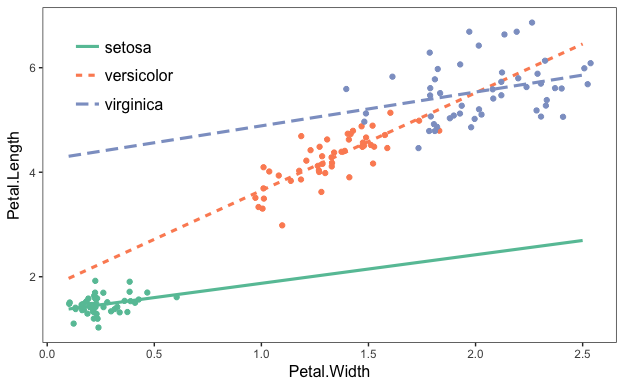 setosa
versicolor
virginica
Petal.Length
6
4
2
0.0 0.5 1.0 1.5 2.0 2.5
Petal.Width